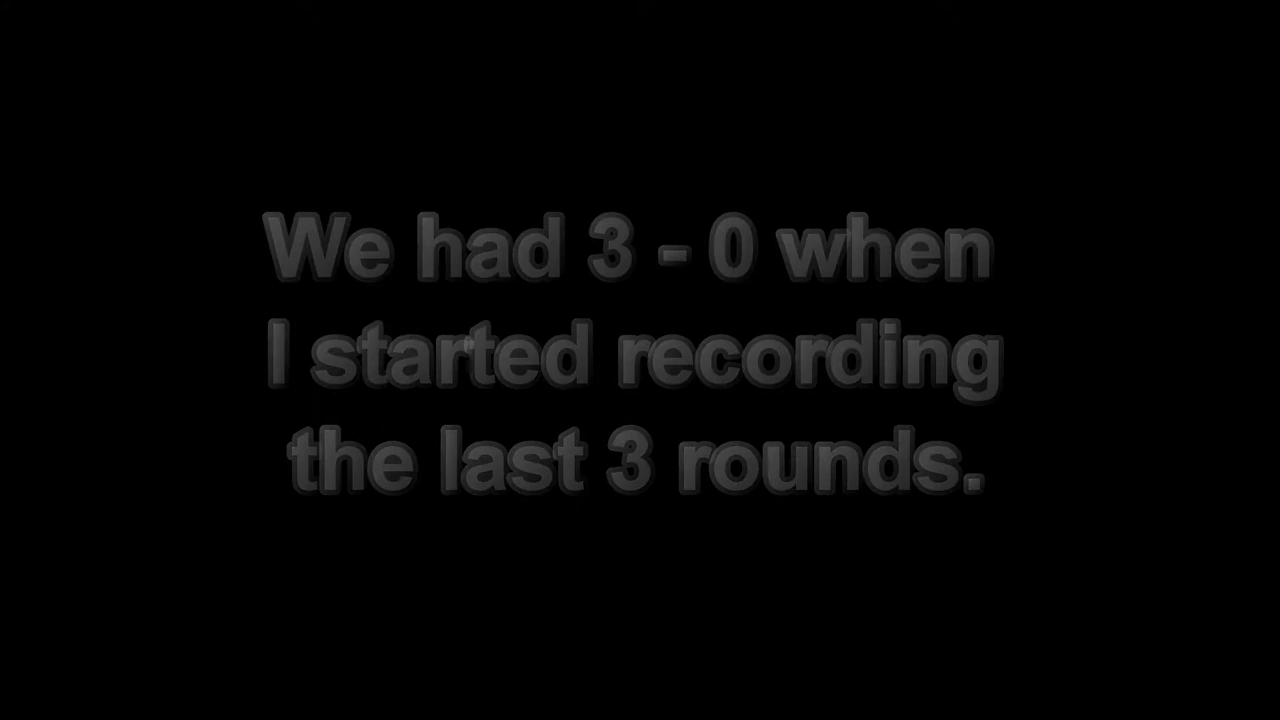 We had 3 - 0 when
I started recording
the last 3 rounds.